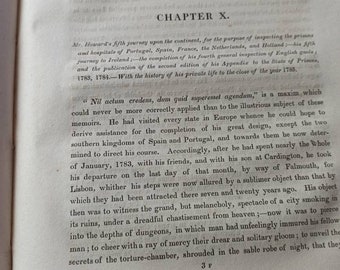 CHAPTER X.
Mr. Howard's fifth journey upon the continent, for the purpose of inspecting the prisons
and hospitals of Portugal, Spain, France, the Netherlands, and Holland;—his fifth
journey to Ireland;—the completion of his fourth general inspection of English gaols;
and the publication of the second edition of his Appendix to the State of Prisons,
1783, 1784.—With the history of his private life to the close of the year 1785.
"Nil actum credens, dum quid superesset agendum," is a maxim which
could never be more correctly applied than to the illustrious subject of these
memoirs. He had visited every state in Europe whence he could hope to
derive assistance for the completion of his great design, except the two
southern kingdoms of Spain and Portugal, and towards them he now deter-
mined to direct his course. Accordingly, after he had spent nearly the whole
of January, 1783, with his friends, and with his son at Cardington, he took
his departure on the last day of that month, by way of Falmouth, for
Lisbon, whither his steps were now allured by a sublimer object than that by
which they had been attracted there seven and twenty years ago. His object
then was to witness the grand, but melancholy, spectacle of a city smoking in
its ruins, under a dreadful chastisement from heaven;—now it was to pierce
into the depths of dungeons, in which man had unfeelingly immured his fellow
man; to cheer with a ray of mercy their drear and solitary gloom; to unveil the
secrets of the torture-chamber, shrouded in the sable robe of night, that they
3 F